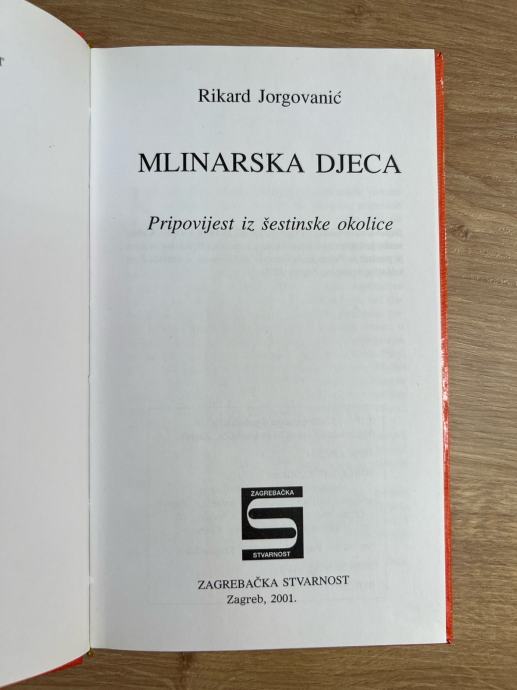 Rikard Jorgovanić
MLINARSKA DJECA
Pripovijest iz šestinske okolice
ZAGREBAČKA
S
STVARNOST
ZAGREBAČKA STVARNOST
Zagreb, 2001.